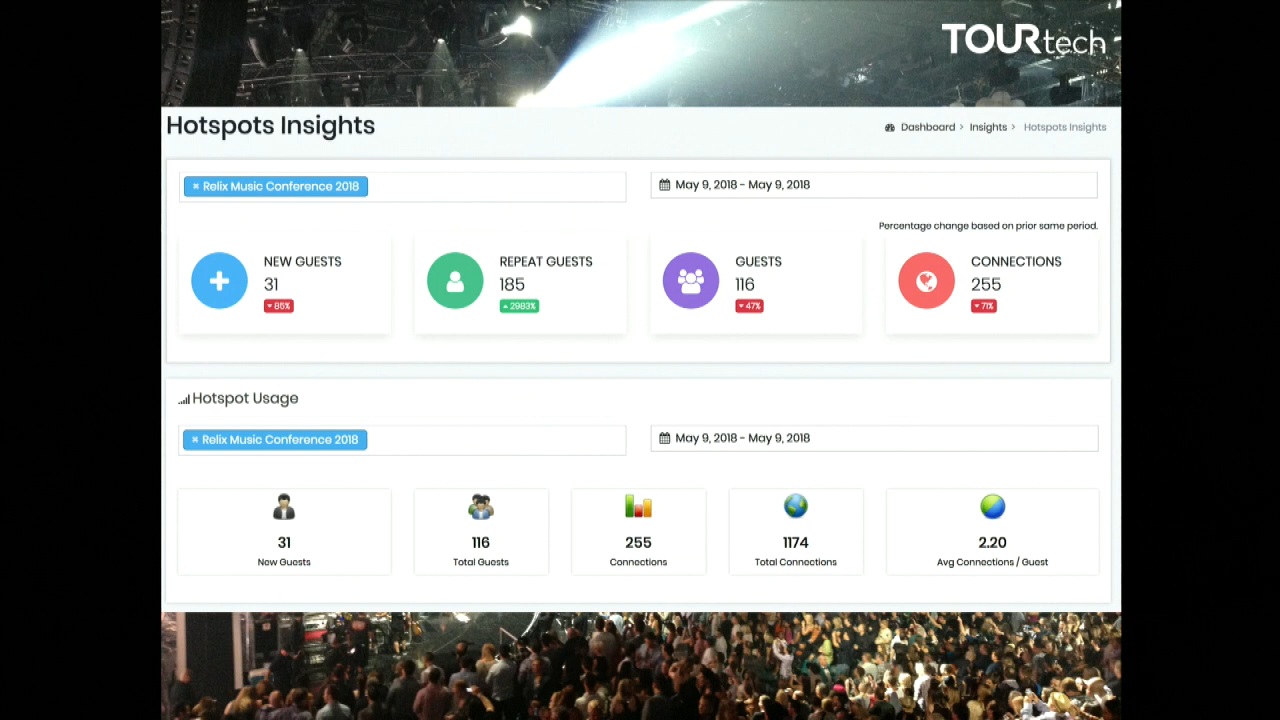 TOURtech
Hotspots Insights
Dashboard > Insights > Hotspots Insights
× Relix Music Conference 2018
May 9, 2018 - May 9, 2018
Percentage change based on prior same period.
NEW GUESTS
31
85%
REPEAT GUESTS
185
2983%
GUESTS
116
47%
CONNECTIONS
255
71%
Hotspot Usage
× Relix Music Conference 2018
May 9, 2018 - May 9, 2018
31
New Guests
116
Total Guests
255
Connections
1174
Total Connections
2.20
Avg Connections / Guest